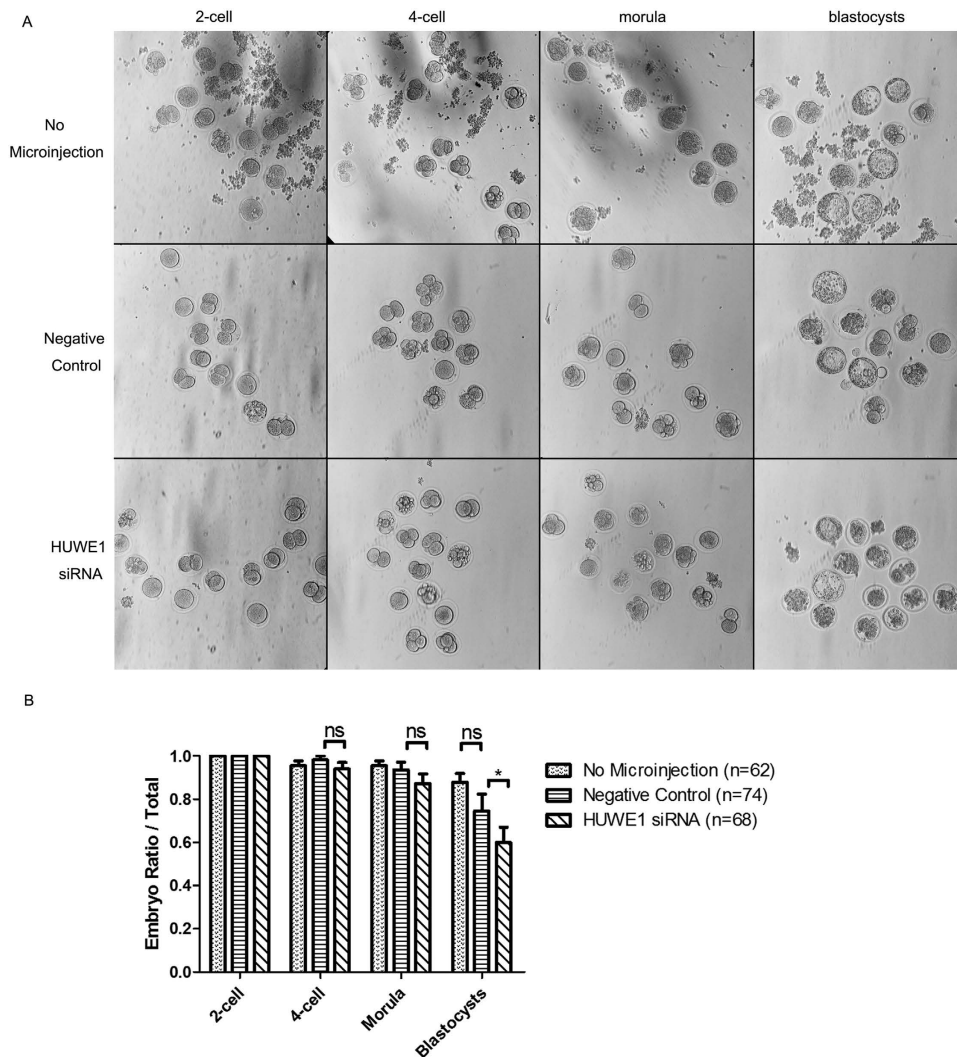 A
2-cell 4-cell morula blastocysts
No
Microinjection
Negative
Control
HUWE1
siRNA
B
ns ns ns *
1.0
0.8
0.6
0.4
0.2
0.0
Embryo Ratio / Total
2-cell 4-cell Morula Blastocysts
No Microinjection (n=62)
Negative Control (n=74)
HUWE1 siRNA (n=68)